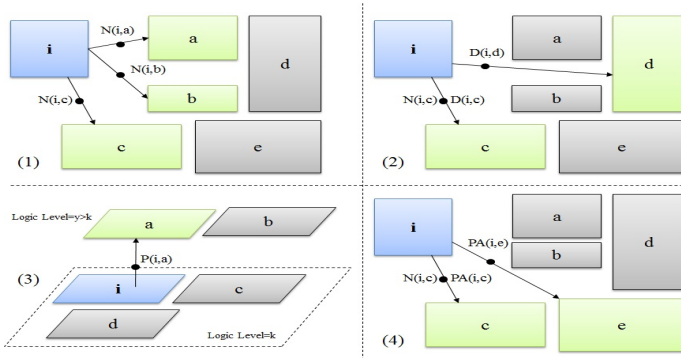 N(i,a)
i
a
d
N(i,b)
N(i,c)
b
c
e
(1)
a
i
D(i,d)
d
N(i,c) D(i,c)
b
c
e
(2)
Logic Level=y>k
a
b
P(i,a)
(3)
i
c
d
Logic Level=k
a
i
PA(i,e)
d
b
N(i,c) PA(i,c)
c
e
(4)